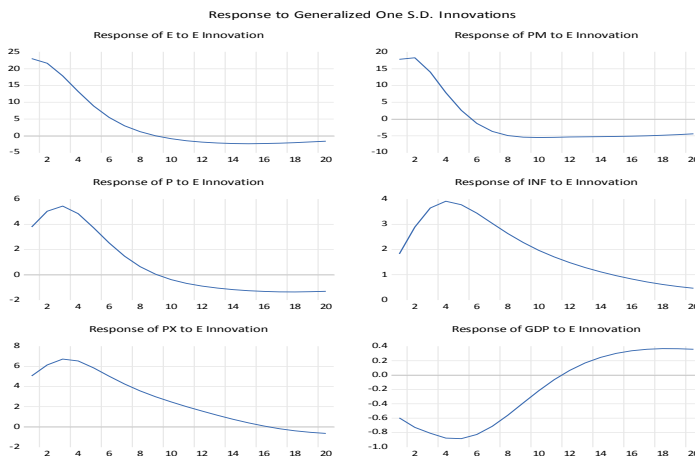 Response to Generalized One S.D. Innovations
Response of E to E Innovation
25
20
15
10
5
0
-5
2 4 6 8 10 12 14 16 18 20
Response of PM to E Innovation
20
15
10
5
0
-5
-10
2 4 6 8 10 12 14 16 18 20
Response of P to E Innovation
6
4
2
0
-2
2 4 6 8 10 12 14 16 18 20
Response of INF to E Innovation
4
3
2
1
0
2 4 6 8 10 12 14 16 18 20
Response of PX to E Innovation
8
6
4
2
0
-2
2 4 6 8 10 12 14 16 18 20
Response of GDP to E Innovation
0.4
0.2
0.0
-0.2
-0.4
-0.6
-0.8
-1.0
2 4 6 8 10 12 14 16 18